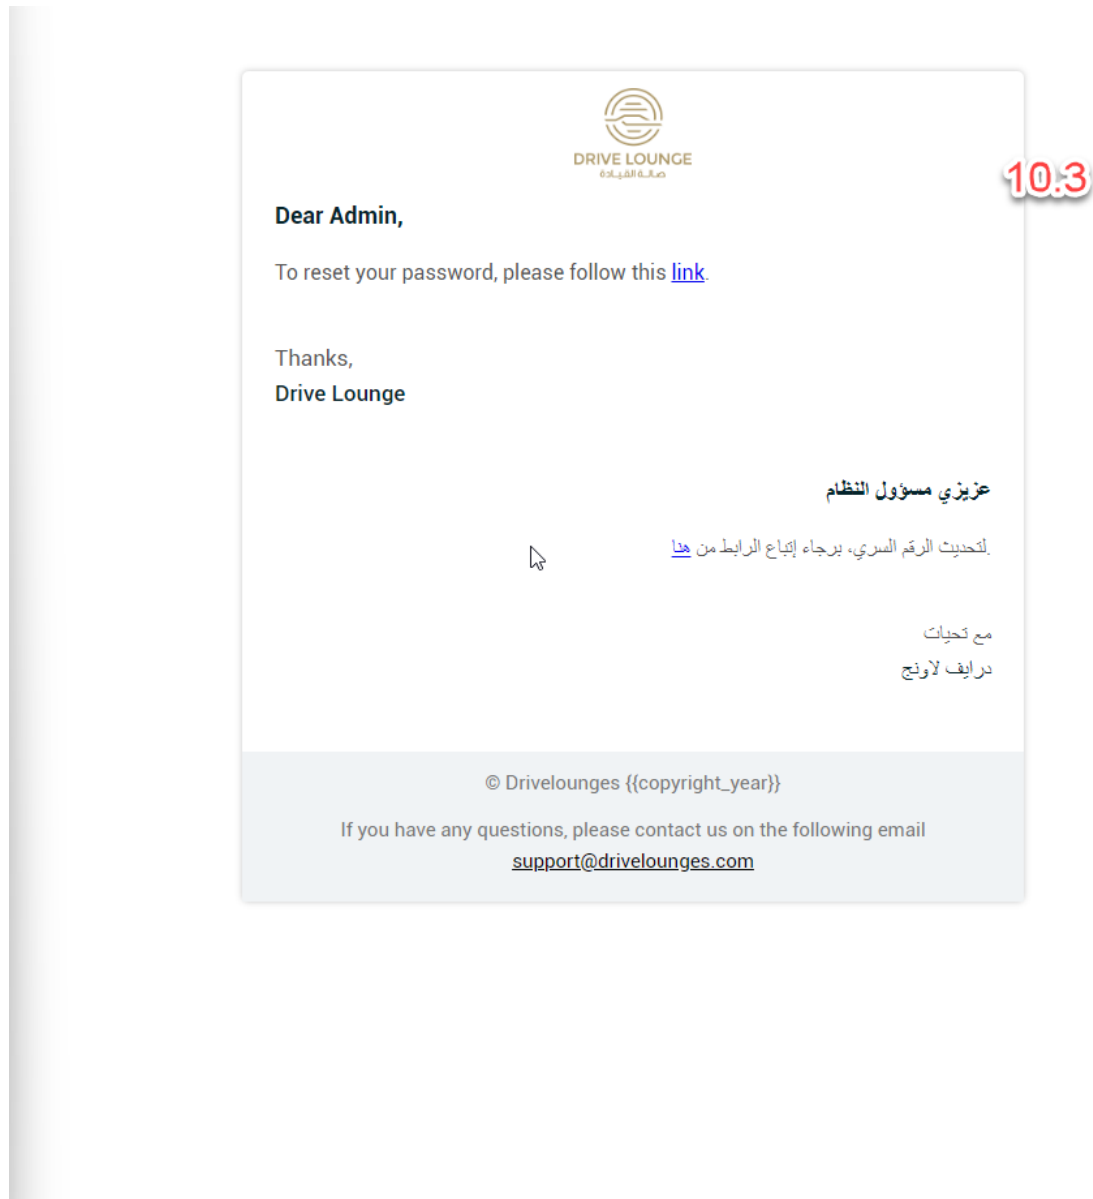 DRIVE LOUNGE
صالة القيادة
10.3
Dear Admin,
To reset your password, please follow this link.
Thanks,
Drive Lounge
عزيزي مسؤول النظام
.لتحديث الرقم السري، برجاء إتباع الرابط من هنا
مع تحيات
درايف لاونج
© Drivelounges {{copyright_year}}
If you have any questions, please contact us on the following email
support@drivelounges.com